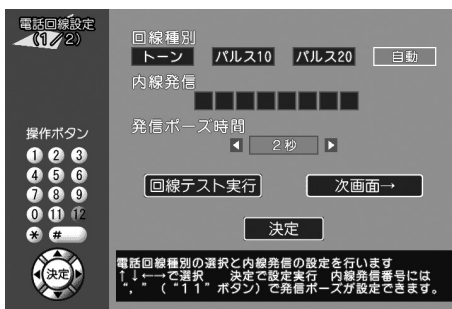 電話回線設定
(1/2)
回線種別
トーン パルス10 パルス20 自動
内線発信
発信ポーズ時間
2秒
操作ボタン
1 2 3
4 5 6
7 8 9
0 11 12
* #
決定
回線テスト実行 次画面→
決定
電話回線種別の選択と内線発信の設定を行います
↑↓←→で選択 決定で設定実行 内線発信番号には
“，”（“11”ボタン）で発信ポーズが設定できます。